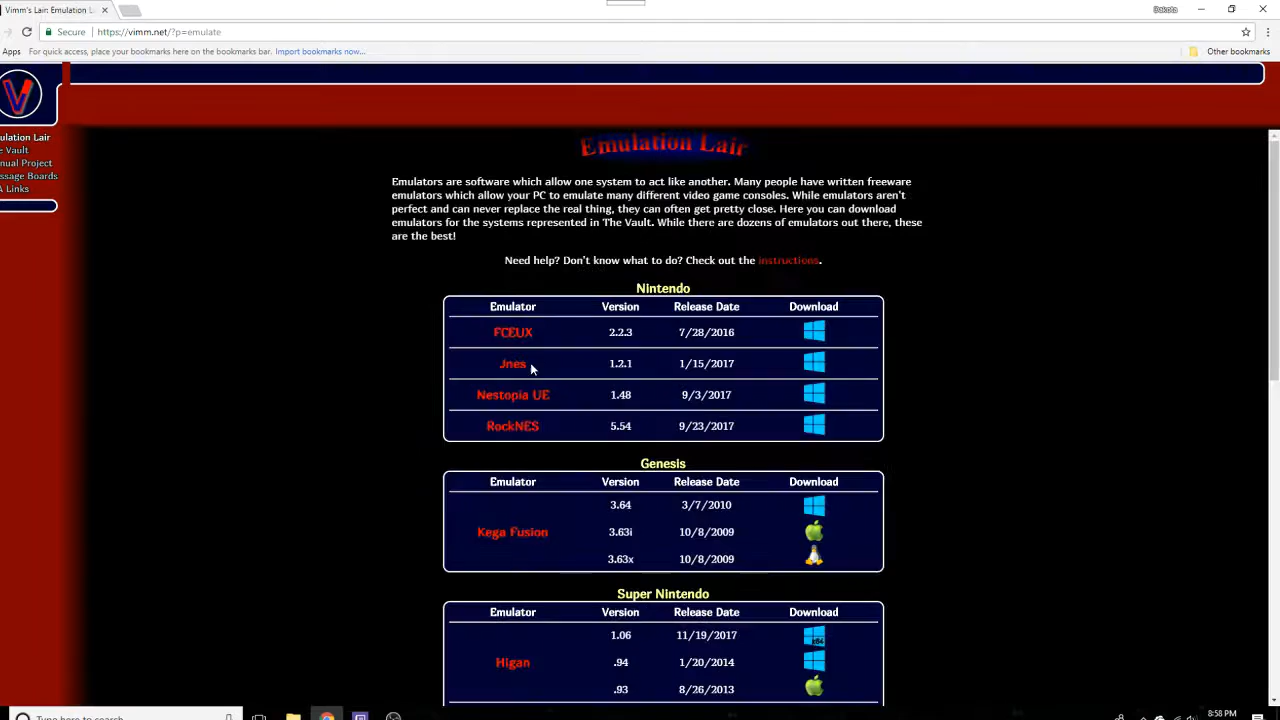 Vimm's Lair: Emulation L
Dakota
Secure
https://vimm.net/?p=emulate
Apps
For quick access, place your bookmarks here on the bookmarks bar.
Import bookmarks now...
Other bookmarks
V
ulation Lair
e Vault
nual Project
ssage Boards
A Links
Emulation Lair
Emulators are software which allow one system to act like another. Many people have written freeware
emulators which allow your PC to emulate many different video game consoles. While emulators aren't
perfect and can never replace the real thing, they can often get pretty close. Here you can download
emulators for the systems represented in The Vault. While there are dozens of emulators out there, these
are the best!
Need help? Don't know what to do? Check out the instructions.
Nintendo
Emulator Version Release Date Download
FCEUX 2.2.3 7/28/2016
Jnes 1.2.1 1/15/2017
Nestopia UE 1.48 9/3/2017
RockNES 5.54 9/23/2017
Genesis
Emulator Version Release Date Download
3.64 3/7/2010
Kega Fusion 3.63i 10/8/2009
3.63x 10/8/2009
Super Nintendo
Emulator Version Release Date Download
1.06 11/19/2017
x64
Higan .94 1/20/2014
.93 8/26/2013
Type here to search
8:58 PM